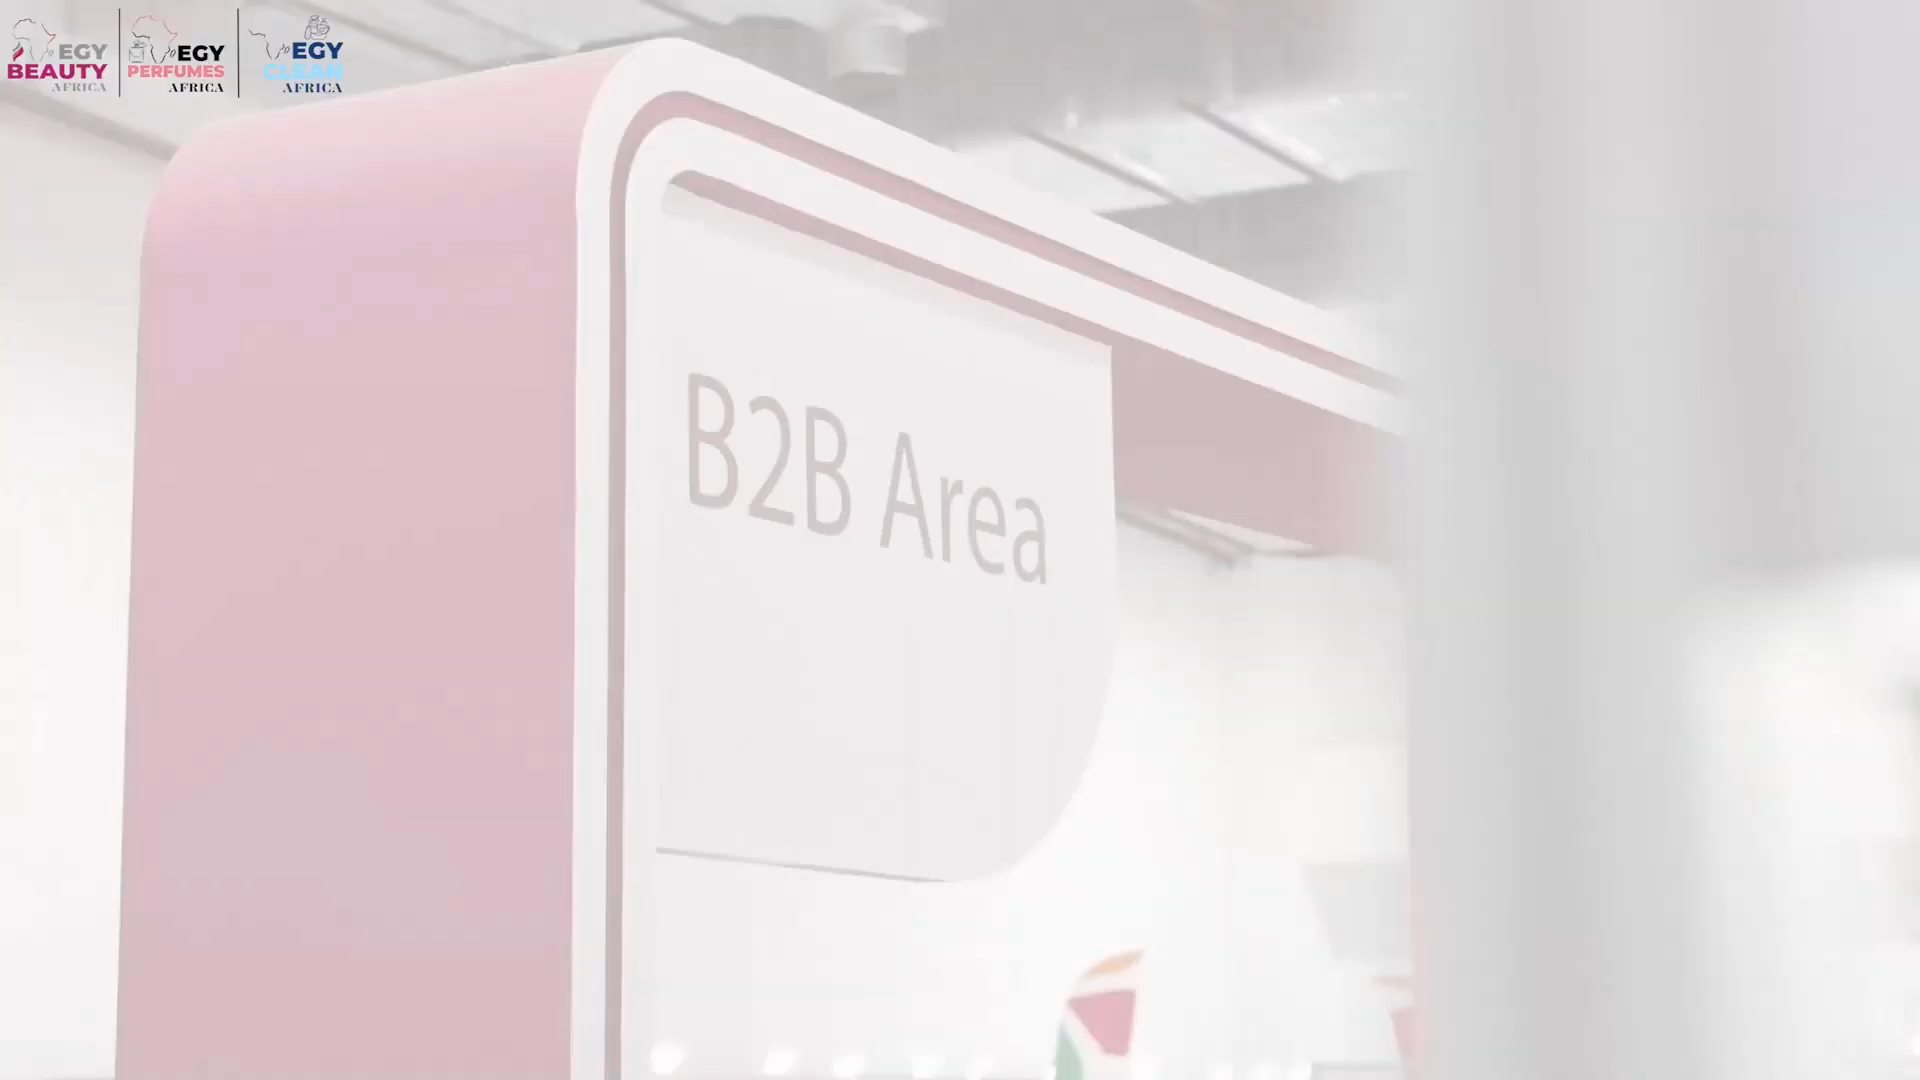 EGY
BEAUTY
AFRICA
EGY
PERFUMES
AFRICA
EGY
CLEAN
AFRICA
B2B Area